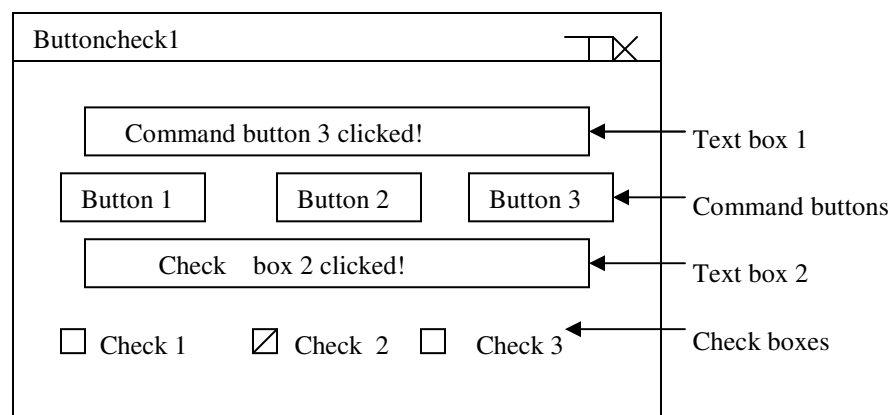 Buttoncheck1
Command button 3 clicked!
Text box 1
Button 1 Button 2 Button 3
Command buttons
Check box 2 clicked!
Text box 2
Check 1 Check 2 Check 3
Check boxes